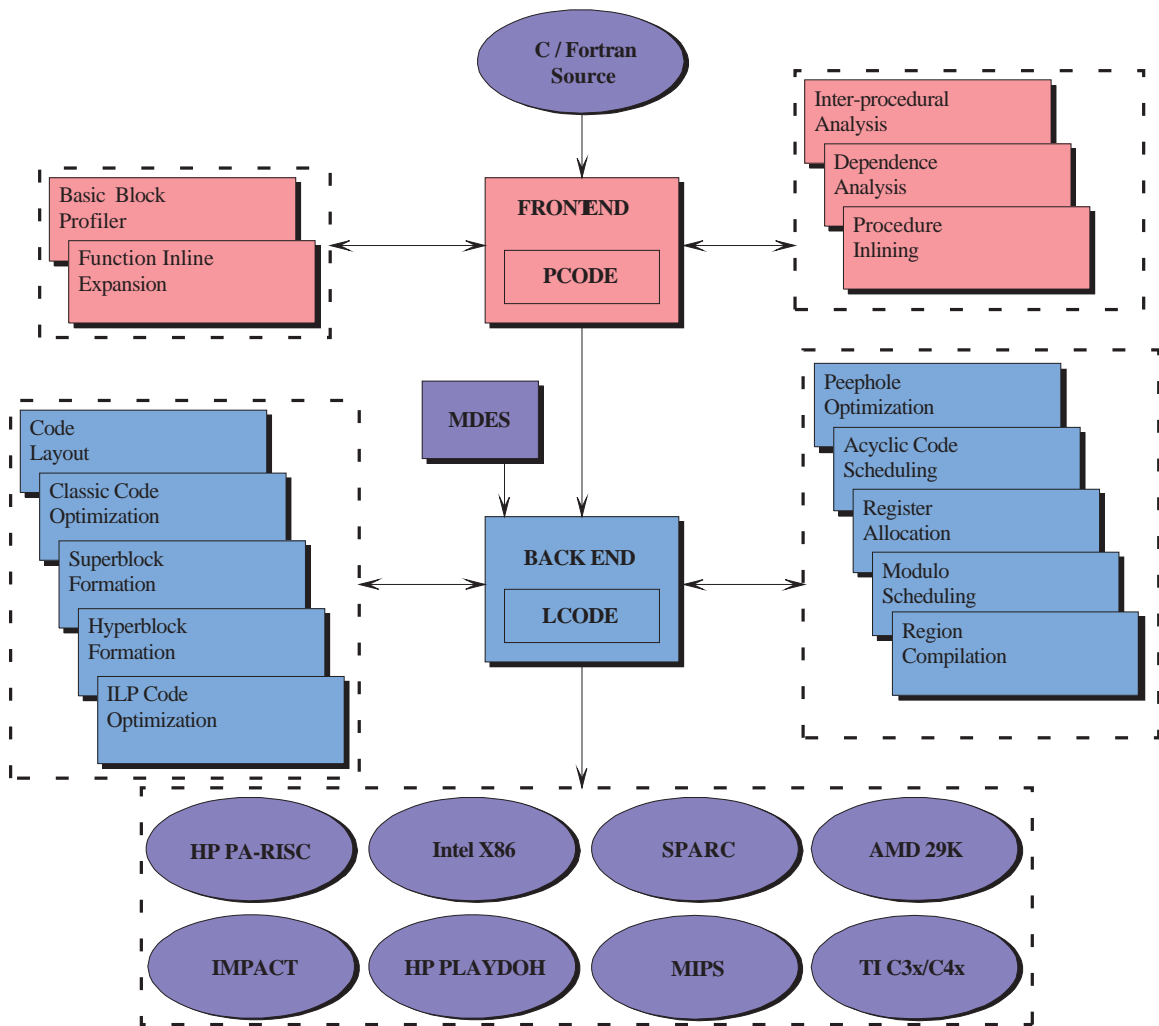 C / Fortran
Source
Inter-procedural
Analysis
Dependence
Analysis
Procedure
Inlining
Basic Block
Profiler
Function Inline
Expansion
FRONT END
PCODE
MDES
Code
Layout
Classic Code
Optimization
Superblock
Formation
Hyperblock
Formation
ILP Code
Optimization
BACK END
LCODE
Peephole
Optimization
Acyclic Code
Scheduling
Register
Allocation
Modulo
Scheduling
Region
Compilation
HP PA-RISC
Intel X86
SPARC
AMD 29K
IMPACT
HP PLAYDOH
MIPS
TI C3x/C4x